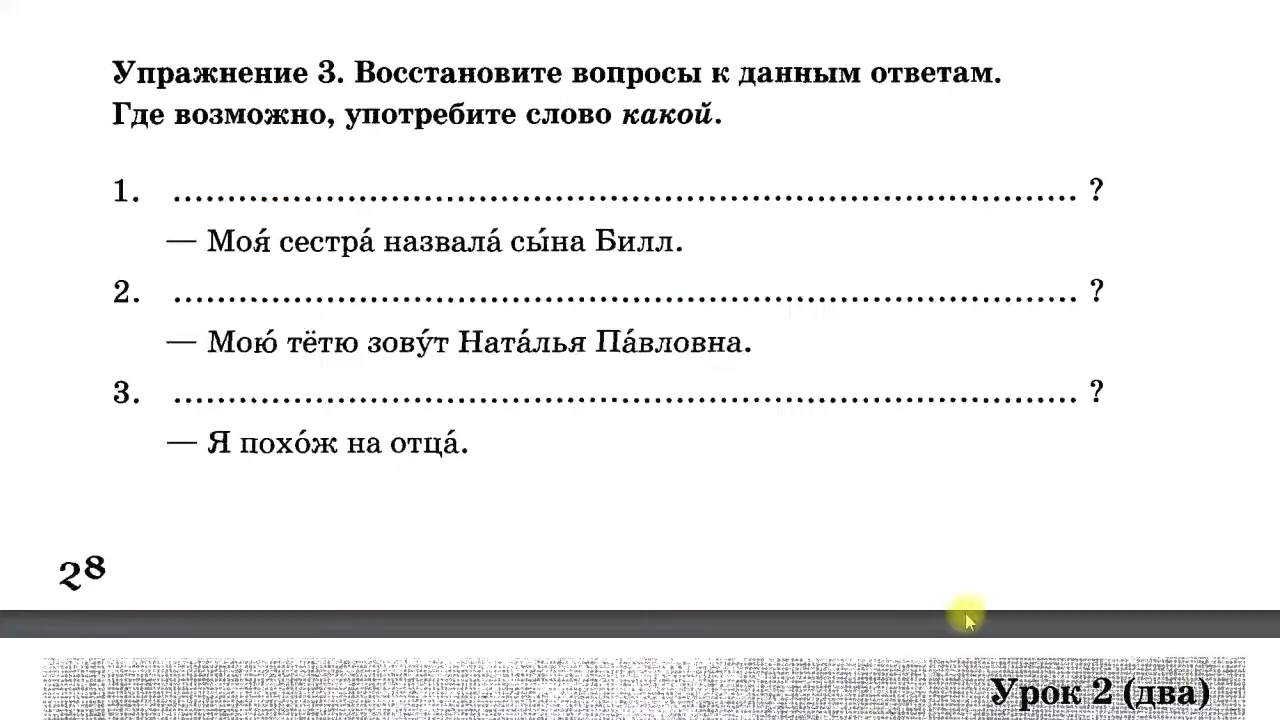 Упражнение 3. Восстановите вопросы к данным ответам.
Где возможно, употребите слово какой.
1. ........................................................................................................ ?
— Моя́ сестра́ назвала́ сы́на Билл.
2. ........................................................................................................ ?
— Мою́ тётю зову́т Ната́лья Па́вловна.
3. ........................................................................................................ ?
— Я похо́ж на отца́.
28
Урок 2 (два)